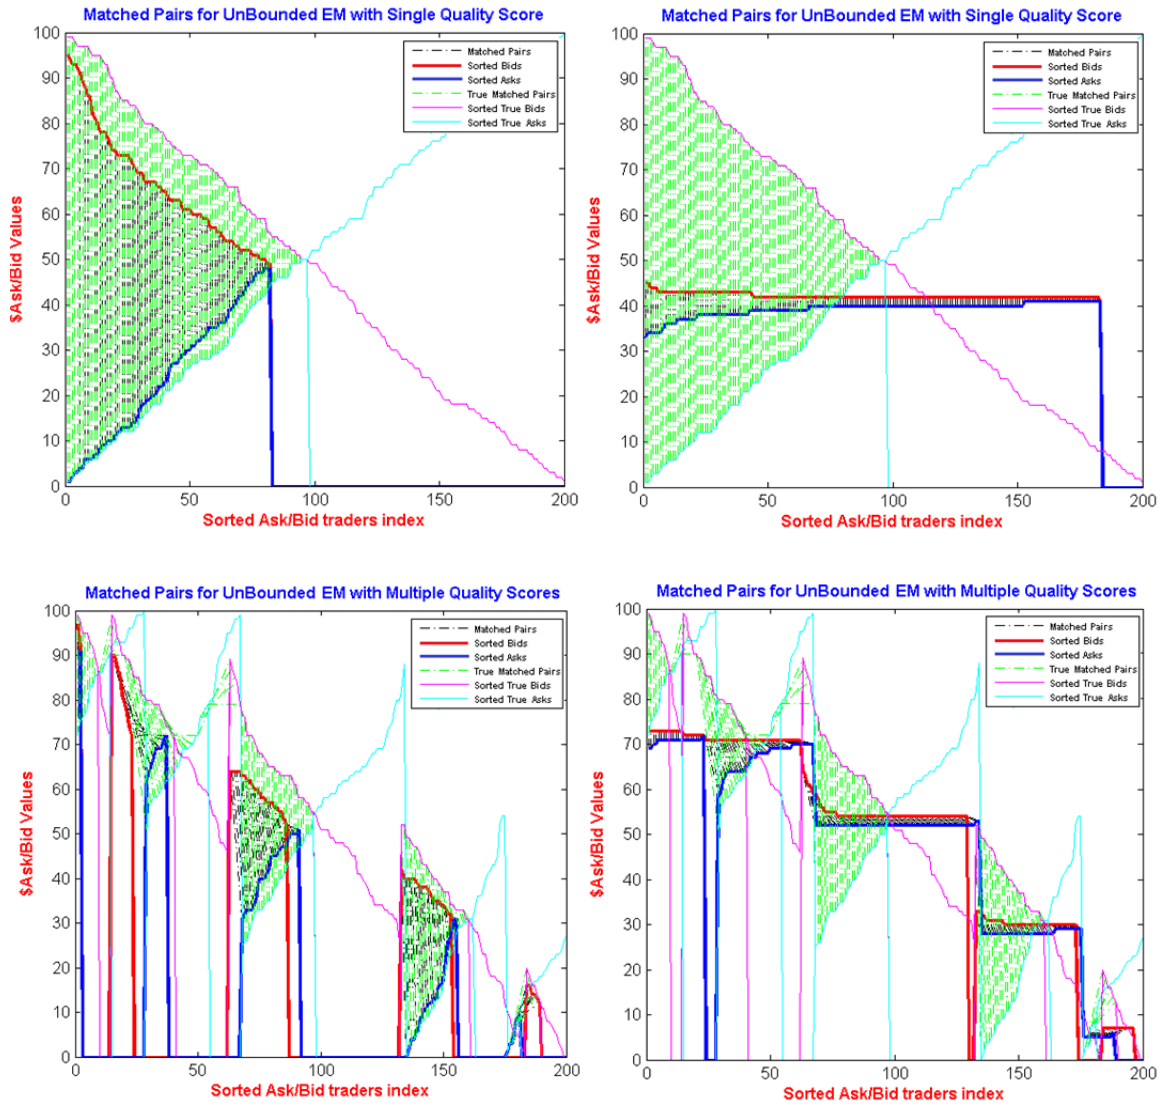 Matched Pairs for UnBounded EM with Single Quality Score
100
90
80
70
60
50
40
30
20
10
0
$Ask/Bid Values
Matched Pairs
Sorted Bids
Sorted Asks
True Matched Pairs
Sorted True Bids
Sorted True Asks
0 50 100 150 200
Sorted Ask/Bid traders index
Matched Pairs for UnBounded EM with Single Quality Score
100
90
80
70
60
50
40
30
20
10
0
$Ask/Bid Values
Matched Pairs
Sorted Bids
Sorted Asks
True Matched Pairs
Sorted True Bids
Sorted True Asks
0 50 100 150 200
Sorted Ask/Bid traders index
Matched Pairs for UnBounded EM with Multiple Quality Scores
100
90
80
70
60
50
40
30
20
10
0
$Ask/Bid Values
Matched Pairs
Sorted Bids
Sorted Asks
True Matched Pairs
Sorted True Bids
Sorted True Asks
0 50 100 150 200
Sorted Ask/Bid traders index
Matched Pairs for UnBounded EM with Multiple Quality Scores
100
90
80
70
60
50
40
30
20
10
0
$Ask/Bid Values
Matched Pairs
Sorted Bids
Sorted Asks
True Matched Pairs
Sorted True Bids
Sorted True Asks
0 50 100 150 200
Sorted Ask/Bid traders index